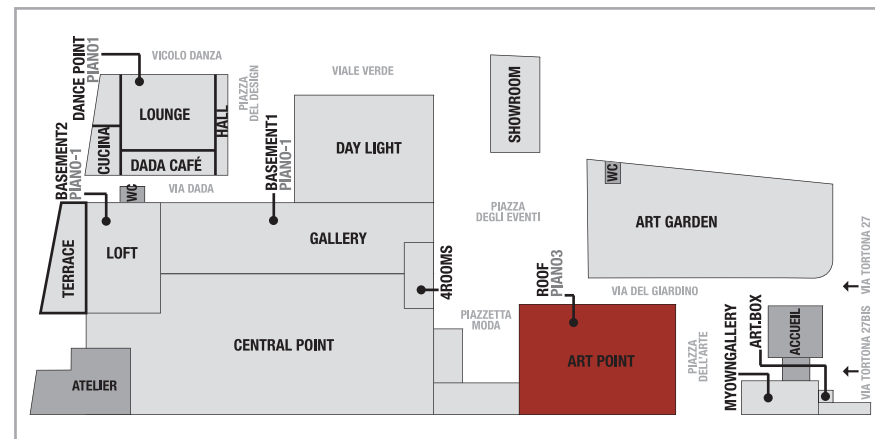 DANCE POINT
PIANO1
VICOLO DANZA
LOUNGE
HALL
CUCINA
DADA CAFÉ
PIAZZA
DEL DESIGN
VIALE VERDE
DAY LIGHT
SHOWROOM
BASEMENT2
PIANO-1
WC
VIA DADA
BASEMENT1
PIANO-1
TERRACE
LOFT
GALLERY
4ROOMS
PIAZZA
DEGLI EVENTI
WC
ART GARDEN
VIA TORTONA 27
ROOF
PIANO3
VIA DEL GIARDINO
CENTRAL POINT
PIAZZETTA
MODA
ART POINT
PIAZZA
DELL'ARTE
MYOWNGALLERY
ART.BOX
ACCUEIL
VIA TORTONA 27BIS
ATELIER